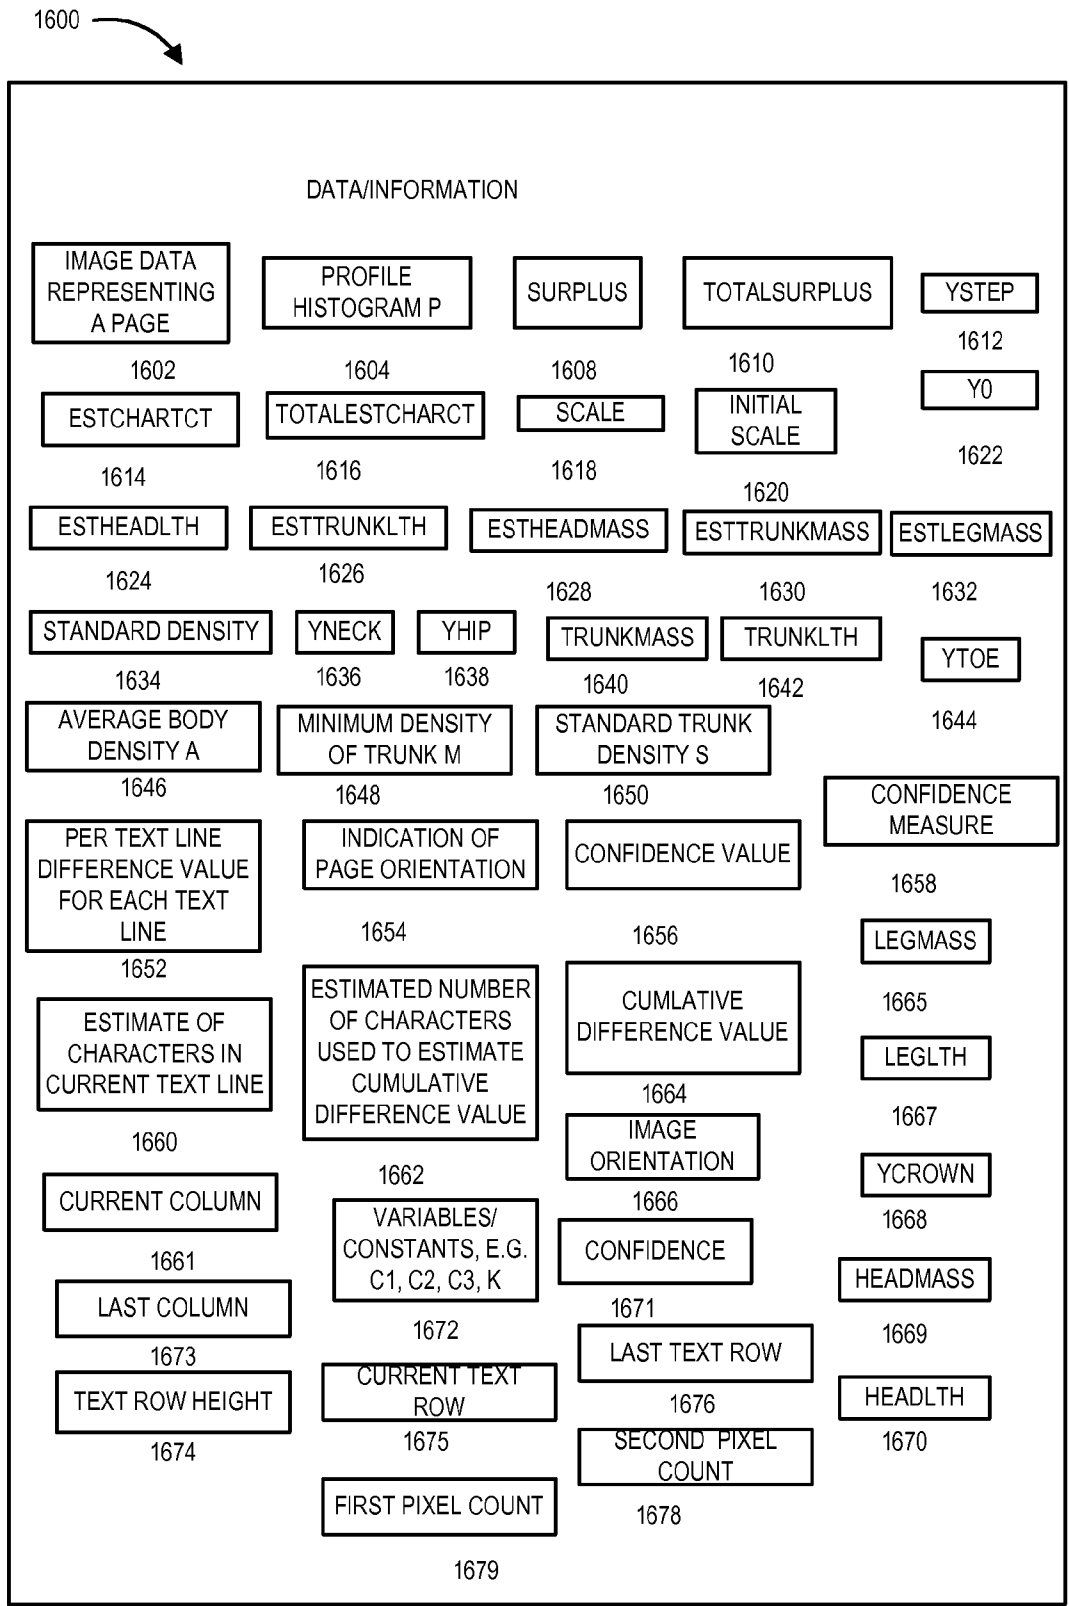 1600
DATA/INFORMATION
IMAGE DATA
REPRESENTING
A PAGE
1602
PROFILE
HISTOGRAM P
1604
SURPLUS
1608
TOTALSURPLUS
1610
YSTEP
1612
ESTCHARTCT
1614
TOTALESTCHARCT
1616
SCALE
1618
INITIAL
SCALE
1620
Y0
1622
ESTHEADLTH
1624
ESTTRUNKLTH
1626
ESTHEADMASS
1628
ESTTRUNKMASS
1630
ESTLEGMASS
1632
STANDARD DENSITY
1634
YNECK
1636
YHIP
1638
TRUNKMASS
1640
TRUNKLTH
1642
YTOE
1644
AVERAGE BODY
DENSITY A
1646
MINIMUM DENSITY
OF TRUNK M
1648
STANDARD TRUNK
DENSITY S
1650
CONFIDENCE
MEASURE
1658
PER TEXT LINE
DIFFERENCE VALUE
FOR EACH TEXT
LINE
1652
INDICATION OF
PAGE ORIENTATION
1654
CONFIDENCE VALUE
1656
LEGMASS
1665
ESTIMATE OF
CHARACTERS IN
CURRENT TEXT LINE
1660
ESTIMATED NUMBER
OF CHARACTERS
USED TO ESTIMATE
CUMULATIVE
DIFFERENCE VALUE
1662
CUMLATIVE
DIFFERENCE VALUE
1664
LEGLTH
1667
IMAGE
ORIENTATION
1666
YCROWN
1668
CURRENT COLUMN
1661
VARIABLES/
CONSTANTS, E.G.
C1, C2, C3, K
1672
CONFIDENCE
1671
HEADMASS
1669
LAST COLUMN
1673
LAST TEXT ROW
1676
HEADLTH
1670
TEXT ROW HEIGHT
1674
CURRENT TEXT
ROW
1675
SECOND PIXEL
COUNT
1678
FIRST PIXEL COUNT
1679